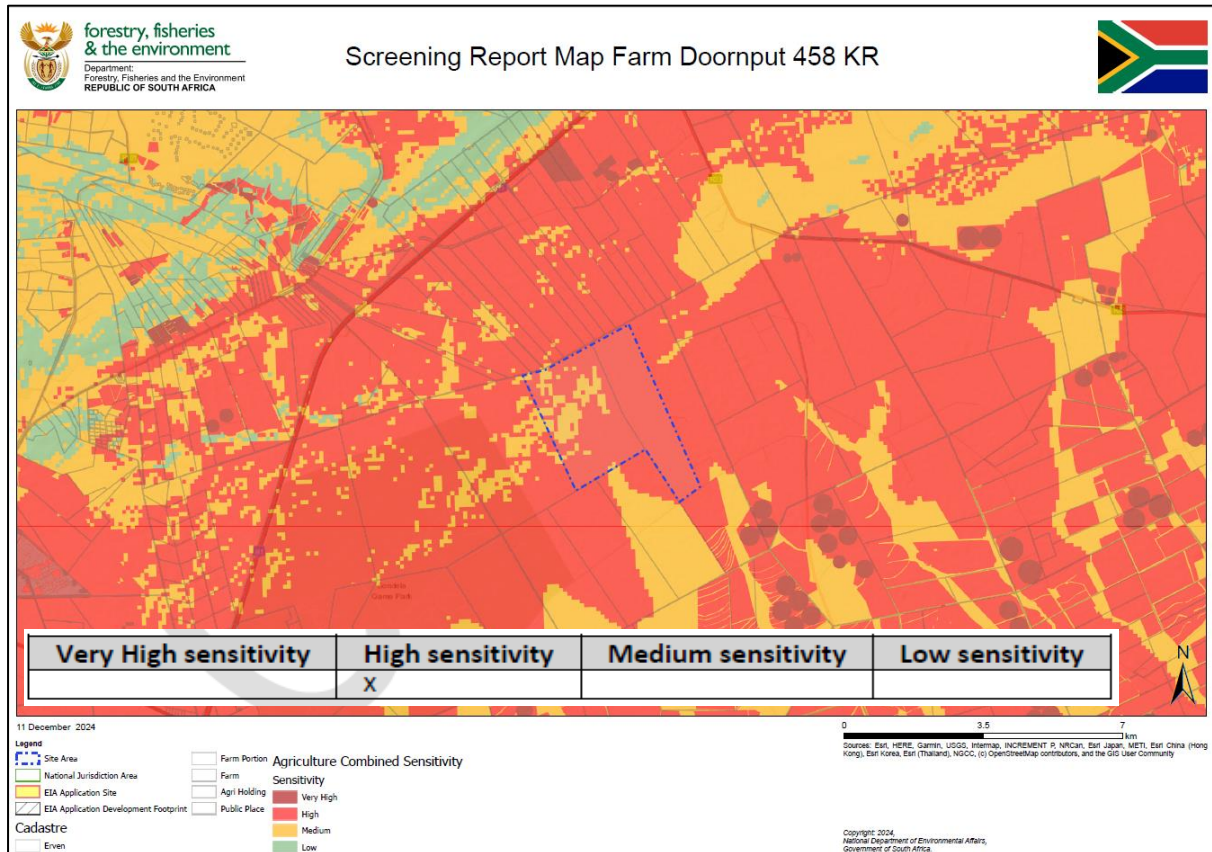 forestry, fisheries
& the environment
Department:
Forestry, Fisheries and the Environment
REPUBLIC OF SOUTH AFRICA
Screening Report Map Farm Doornput 458 KR
Game Park
Very High sensitivity High sensitivity Medium sensitivity Low sensitivity
X
N
11 December 2024
0 3.5 7
km
Sources: Esri, HERE, Garmin, USGS, Intermap, INCREMENT P, NRCan, Esri Japan, METI, Esri China (Hong
Kong), Esri Korea, Esri (Thailand), NGCC, (c) OpenStreetMap contributors, and the GIS User Community
Legend
Site Area
National Jurisdiction Area
EIA Application Site
EIA Application Development Footprint
Cadastre
Erven
Farm Portion
Farm
Agri Holding
Public Place
Agriculture Combined Sensitivity
Sensitivity
Very High
High
Medium
Low
Copyright: 2024,
National Department of Environmental Affairs,
Government of South Africa.